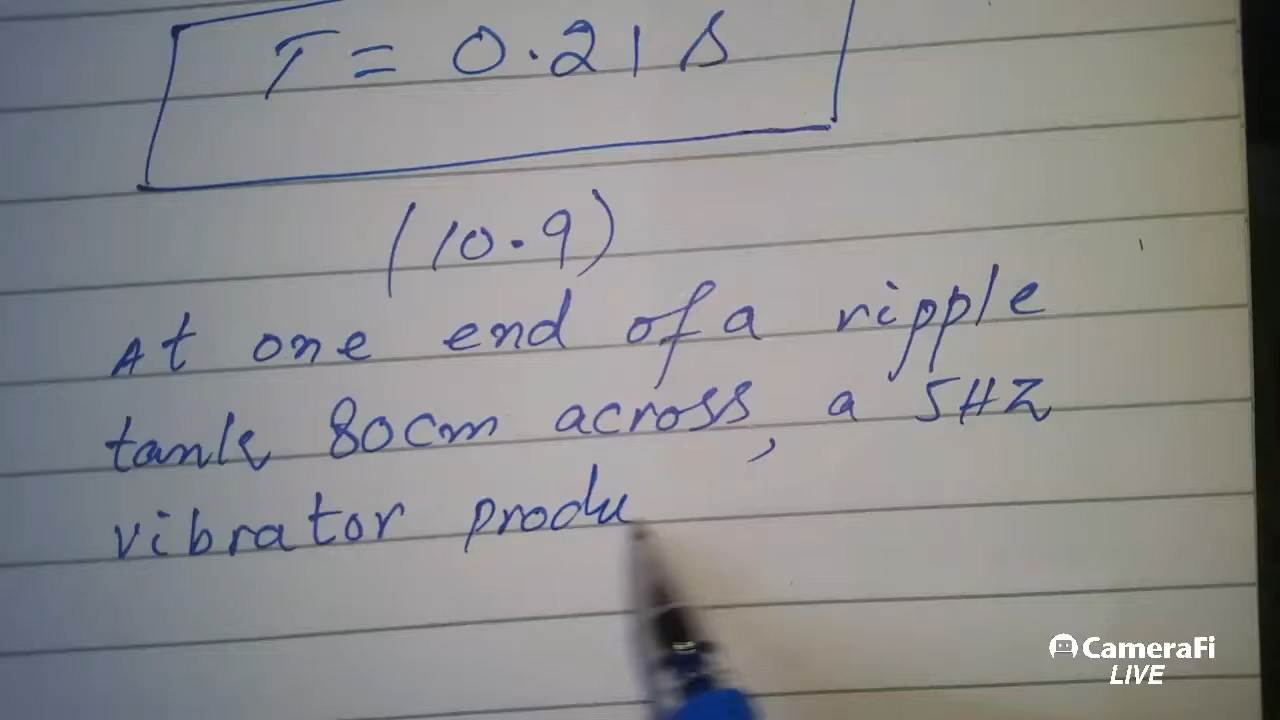 T = 0.21 s
(10.9)
At one end of a ripple
tank 80cm across, a 5HZ
vibrator produ
CameraFi
LIVE